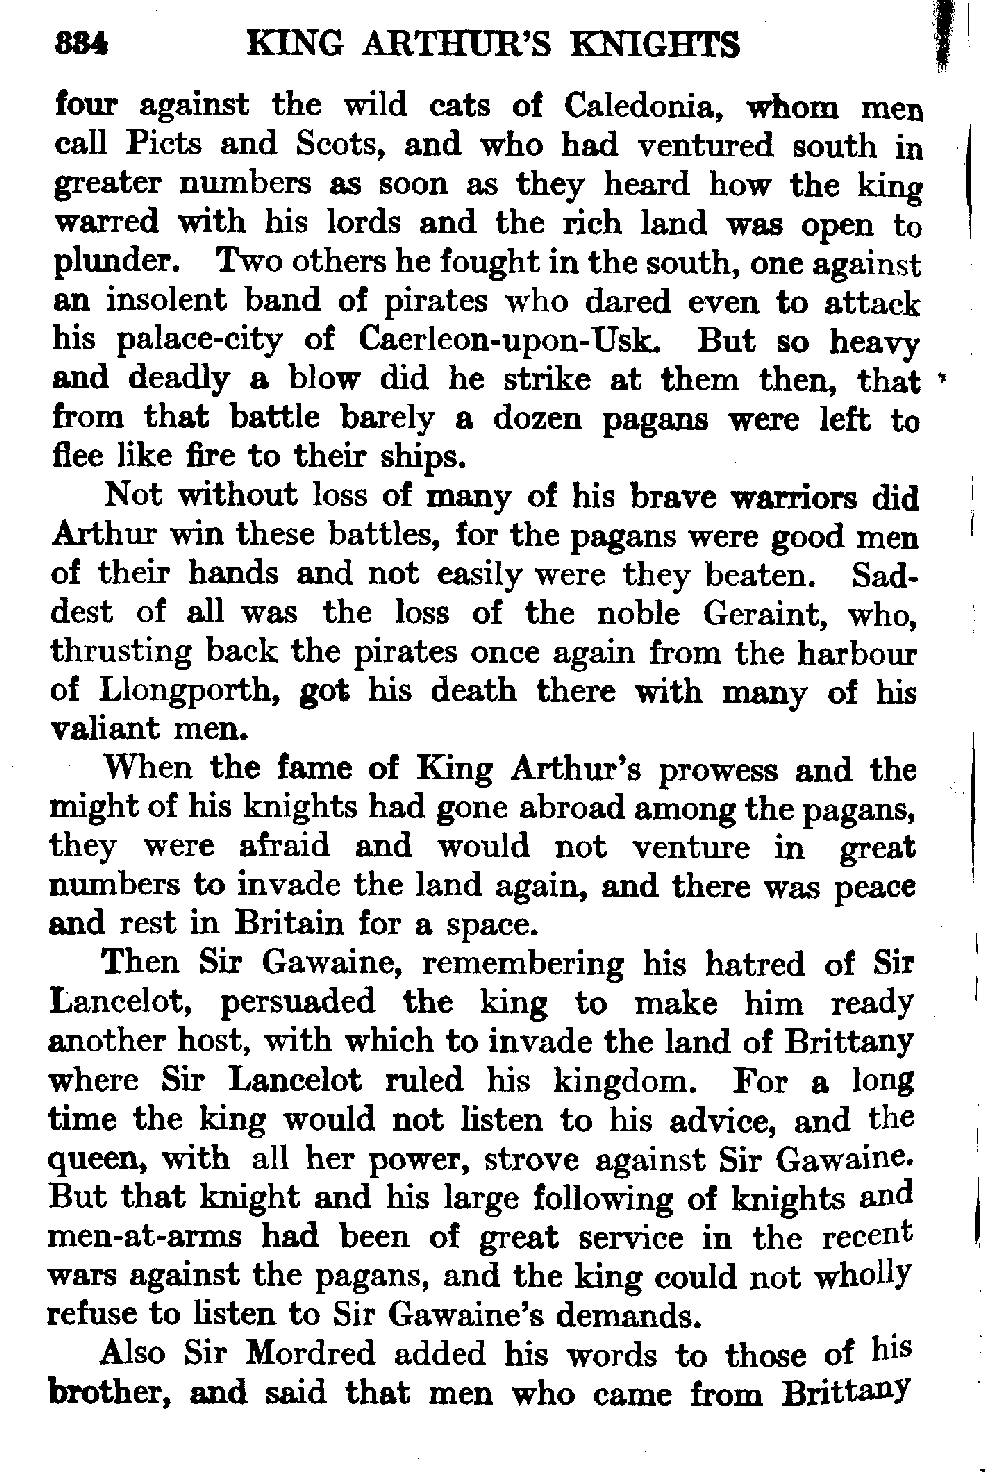 334 KING ARTHUR'S KNIGHTS
four against the wild cats of Caledonia, whom men
call Picts and Scots, and who had ventured south in
greater numbers as soon as they heard how the king
warred with his lords and the rich land was open to
plunder. Two others he fought in the south, one against
an insolent band of pirates who dared even to attack
his palace-city of Caerleon-upon-Usk. But so heavy
and deadly a blow did he strike at them then, that
from that battle barely a dozen pagans were left to
flee like fire to their ships.
Not without loss of many of his brave warriors did
Arthur win these battles, for the pagans were good men
of their hands and not easily were they beaten. Sad-
dest of all was the loss of the noble Geraint, who,
thrusting back the pirates once again from the harbour
of Llongporth, got his death there with many of his
valiant men.
When the fame of King Arthur's prowess and the
might of his knights had gone abroad among the pagans,
they were afraid and would not venture in great
numbers to invade the land again, and there was peace
and rest in Britain for a space.
Then Sir Gawaine, remembering his hatred of Sir
Lancelot, persuaded the king to make him ready
another host, with which to invade the land of Brittany
where Sir Lancelot ruled his kingdom. For a long
time the king would not listen to his advice, and the
queen, with all her power, strove against Sir Gawaine.
But that knight and his large following of knights and
men-at-arms had been of great service in the recent
wars against the pagans, and the king could not wholly
refuse to listen to Sir Gawaine's demands.
Also Sir Mordred added his words to those of his
brother, and said that men who came from Brittany